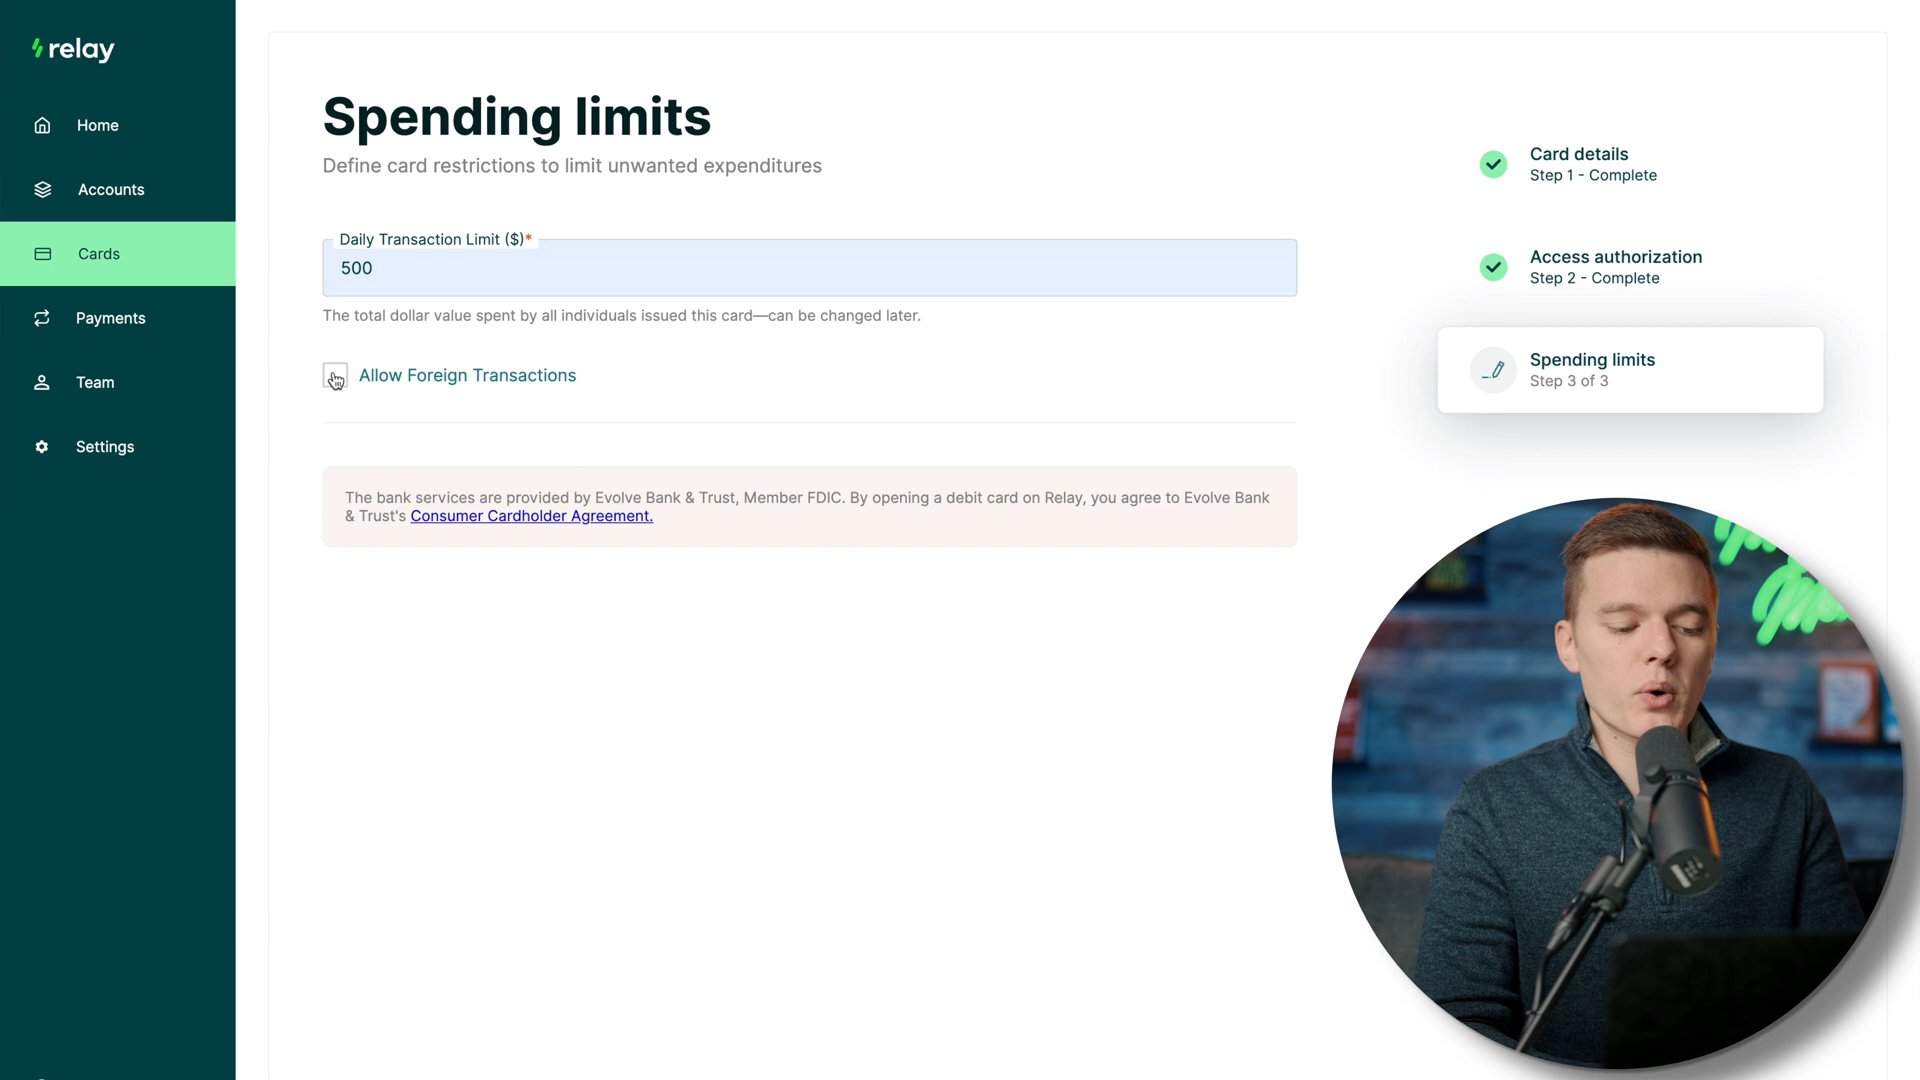 relay
Home
Accounts
Cards
Payments
Team
Settings
Spending limits
Define card restrictions to limit unwanted expenditures
Daily Transaction Limit ($)*
500
The total dollar value spent by all individuals issued this card—can be changed later.
Allow Foreign Transactions
The bank services are provided by Evolve Bank & Trust, Member FDIC. By opening a debit card on Relay, you agree to Evolve Bank
& Trust's Consumer Cardholder Agreement.
Card details
Step 1 - Complete
Access authorization
Step 2 - Complete
Spending limits
Step 3 of 3